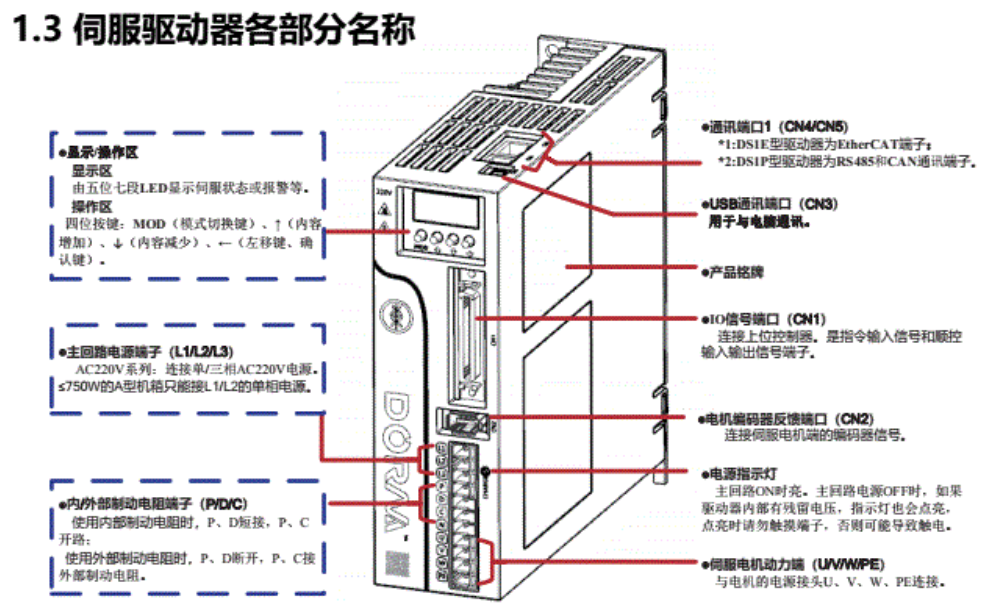 1.3 伺服驱动器各部分名称
●显示/操作区
显示区
由五位七段LED显示伺服状态或报警等。
操作区
四位按键：MOD（模式切换键）、↑（内容
增加）、↓（内容减少）、←（左移键、确
认键）。
●主回路电源端子（L1/L2/L3）
AC220V系列：连接单/三相AC220V电源。
≤750W的A型机箱只能接L1/L2的单相电源。
●内/外部制动电阻端子（P/D/C）
使用内部制动电阻时，P、D短接，P、C
开路；
使用外部制动电阻时，P、D断开，P、C接
外部制动电阻。
220V
DORNA
●通讯端口1（CN4/CN5）
*1:DS1E型驱动器为EtherCAT端子；
*2:DS1P型驱动器为RS485和CAN通讯端子。
●USB通讯端口（CN3）
用于与电脑通讯。
●产品铭牌
●IO信号端口（CN1）
连接上位控制器。是指令输入信号和顺控
输入输出信号端子。
●电机编码器反馈端口（CN2）
连接伺服电机端的编码器信号。
●电源指示灯
主回路ON时亮。主回路电源OFF时，如果
驱动器内部有残留电压，指示灯也会点亮，
点亮时请勿触摸端子，否则可能导致触电。
●伺服电机动力端（U/V/W/PE）
与电机的电源接头U、V、W、PE连接。